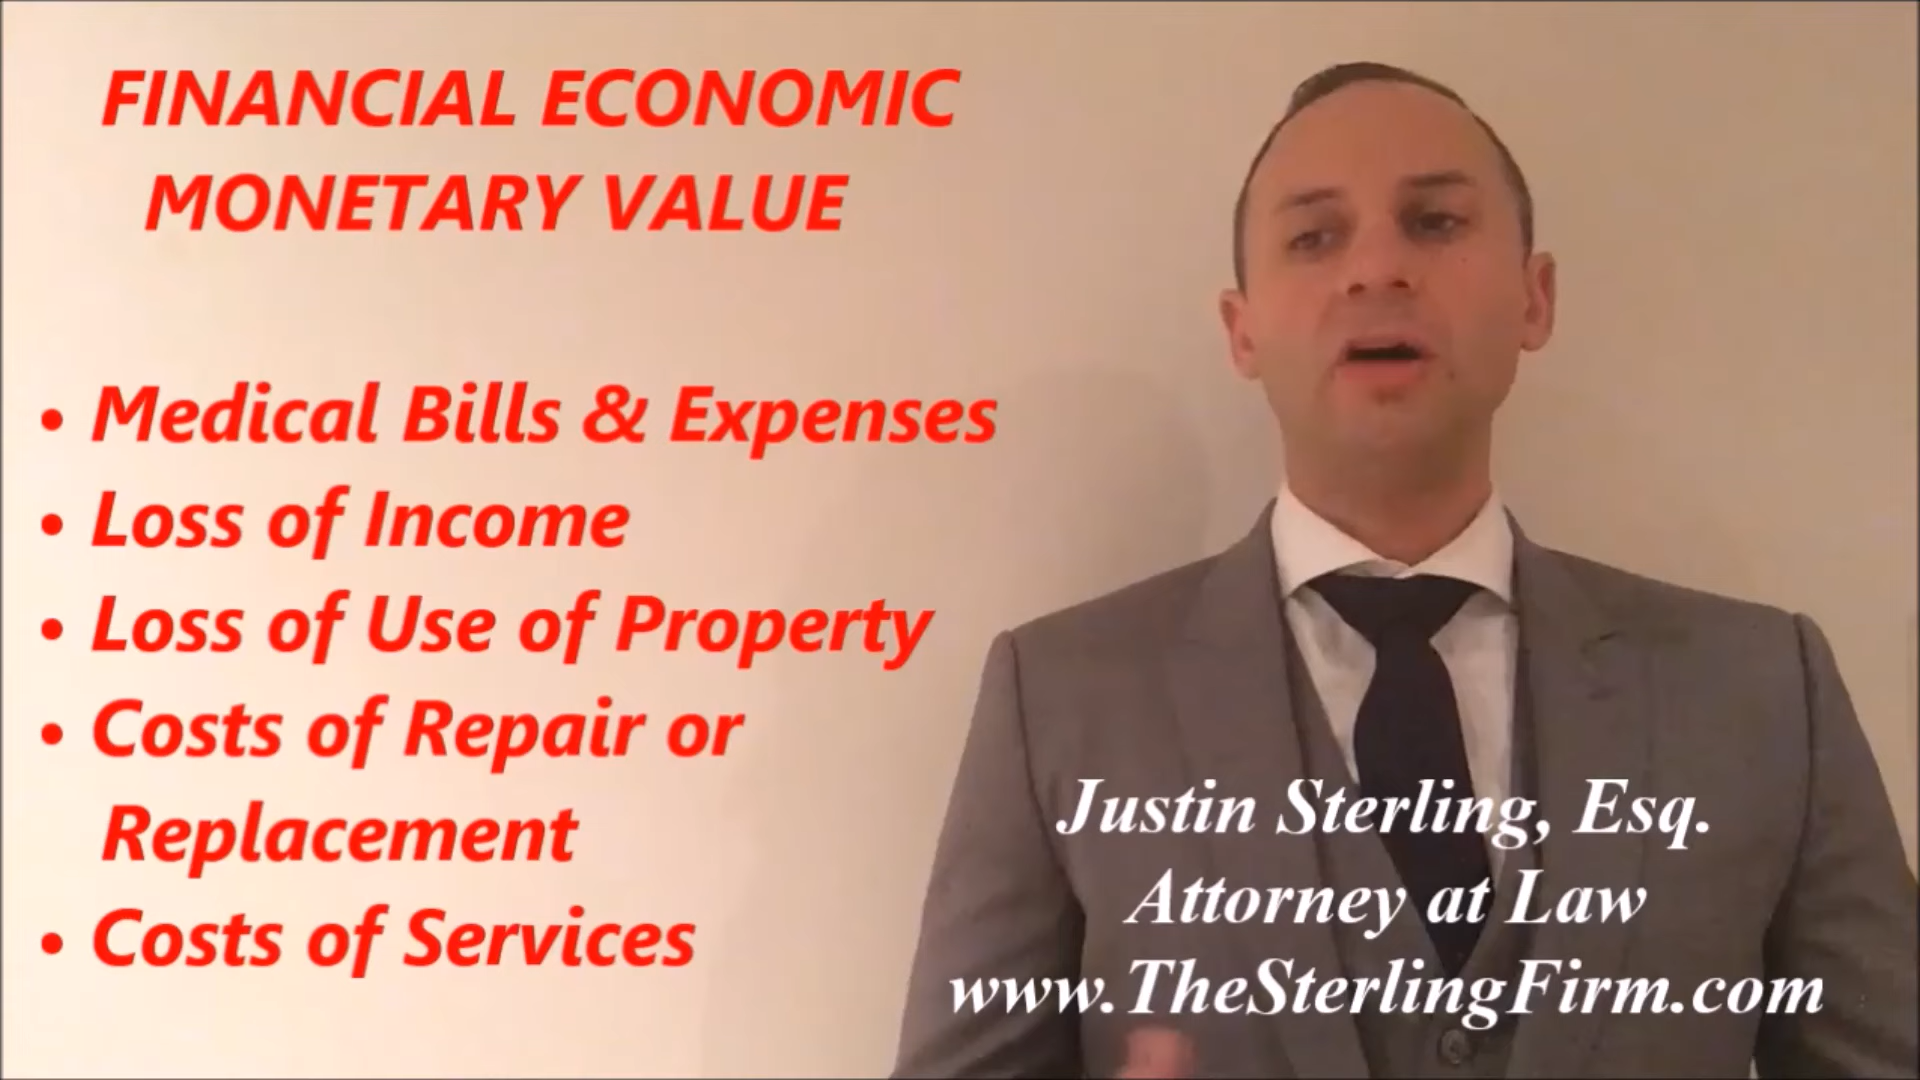 FINANCIAL ECONOMIC
MONETARY VALUE
• Medical Bills & Expenses
• Loss of Income
• Loss of Use of Property
• Costs of Repair or
Replacement
• Costs of Services
Justin Sterling, Esq.
Attorney at Law
www.TheSterlingFirm.com